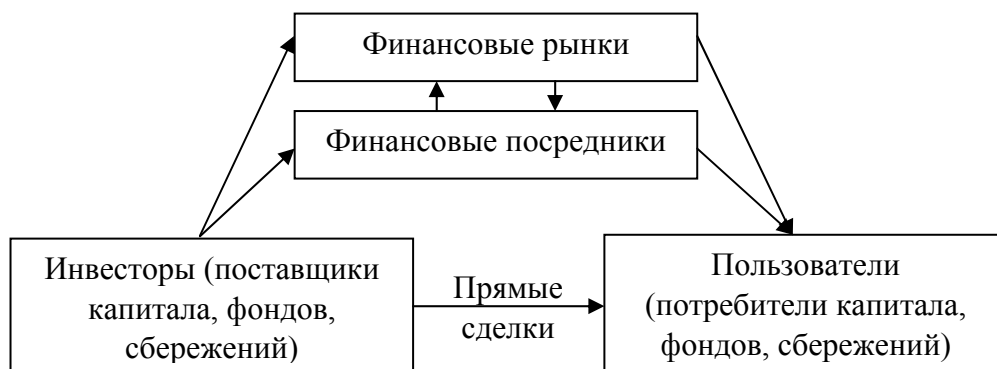 Финансовые рынки
Финансовые посредники
Инвесторы (поставщики
капитала, фондов,
сбережений)
Прямые
сделки
Пользователи
(потребители капитала,
фондов, сбережений)